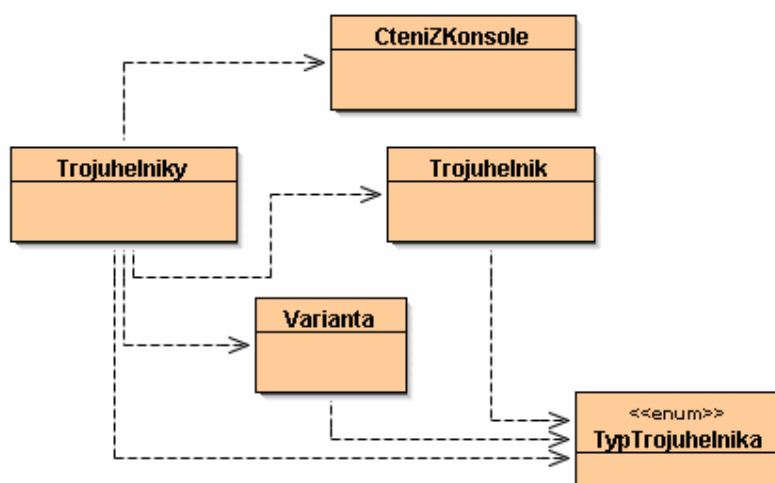 CteniZKonsole
Trojuhelniky
Trojuhelnik
Varianta
<<enum>>
TypTrojuhelnika